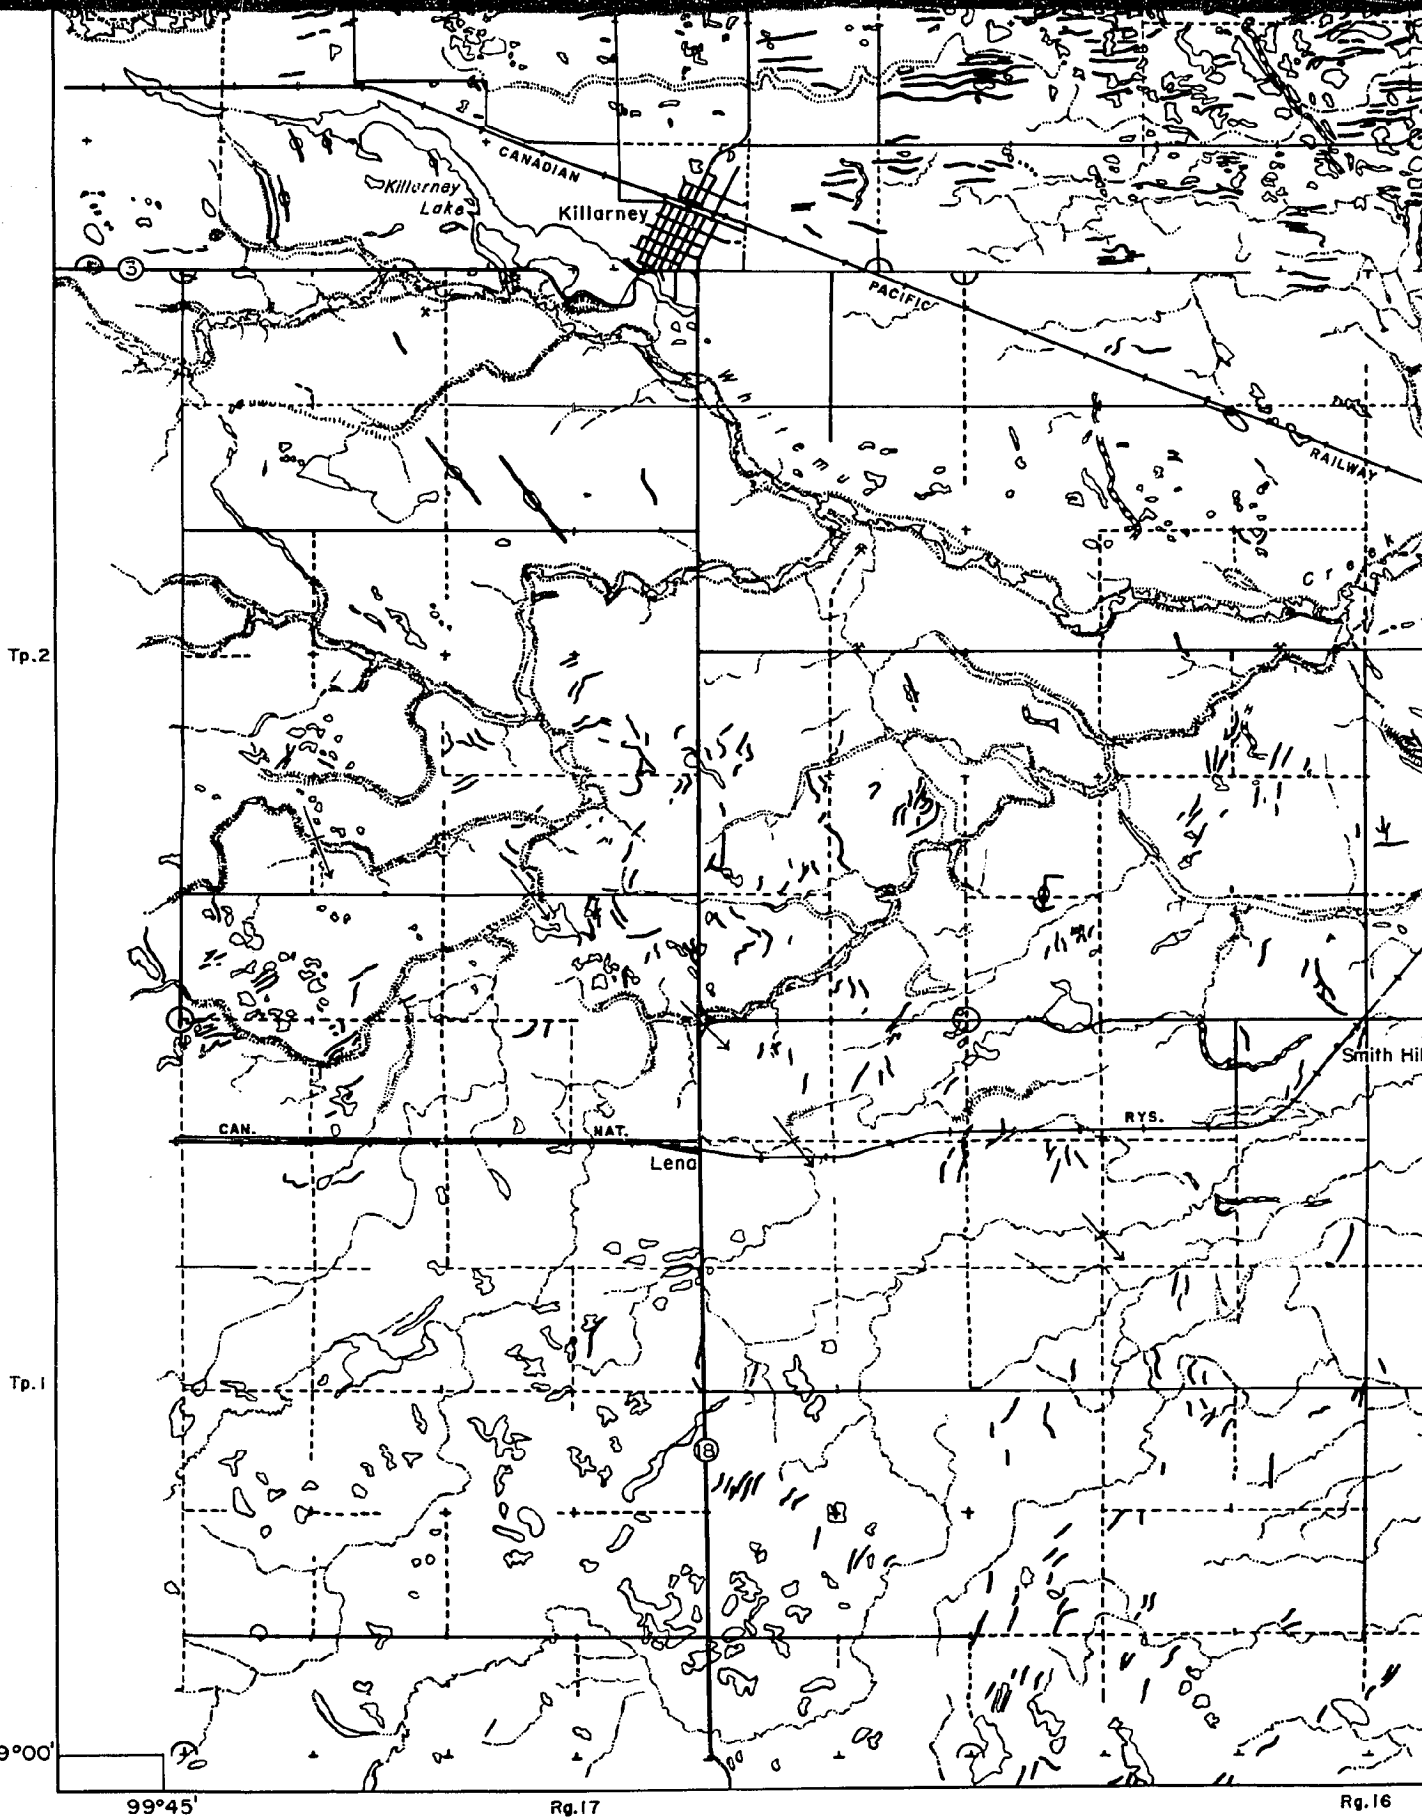 CANADIAN
Killarney
Lake
Killarney
3
PACIFIC
Whitemud
RAILWAY
Creek
Tp.2
Smith Hil
CAN.
NAT.
RYS.
Lena
Tp.1
18
9°00'
99°45'
Rg.17
Rg.16